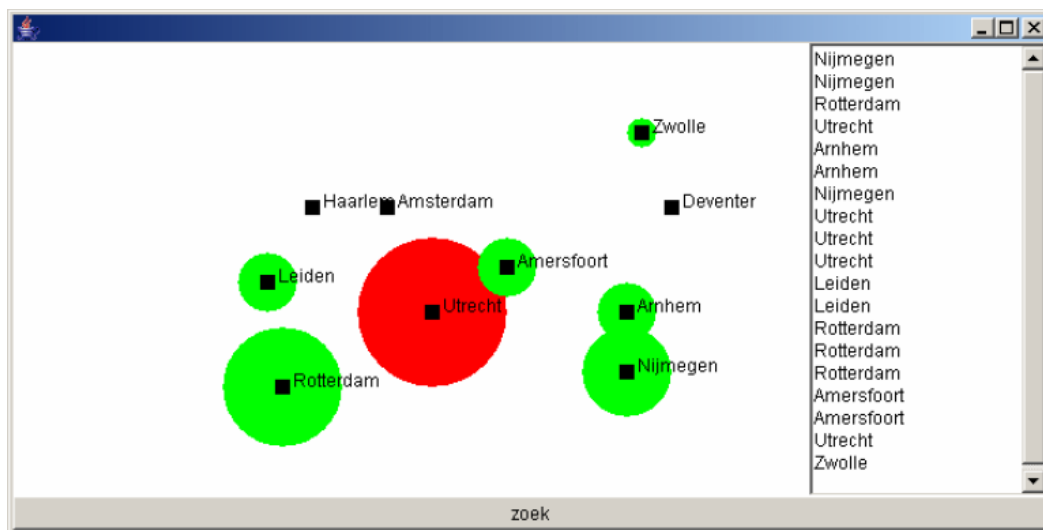 Zwolle
Haarlem
Amsterdam
Deventer
Leiden
Amersfoort
Utrecht
Arnhem
Rotterdam
Nijmegen
Nijmegen
Nijmegen
Rotterdam
Utrecht
Arnhem
Arnhem
Nijmegen
Utrecht
Utrecht
Utrecht
Leiden
Leiden
Rotterdam
Rotterdam
Rotterdam
Amersfoort
Amersfoort
Utrecht
Zwolle
zoek